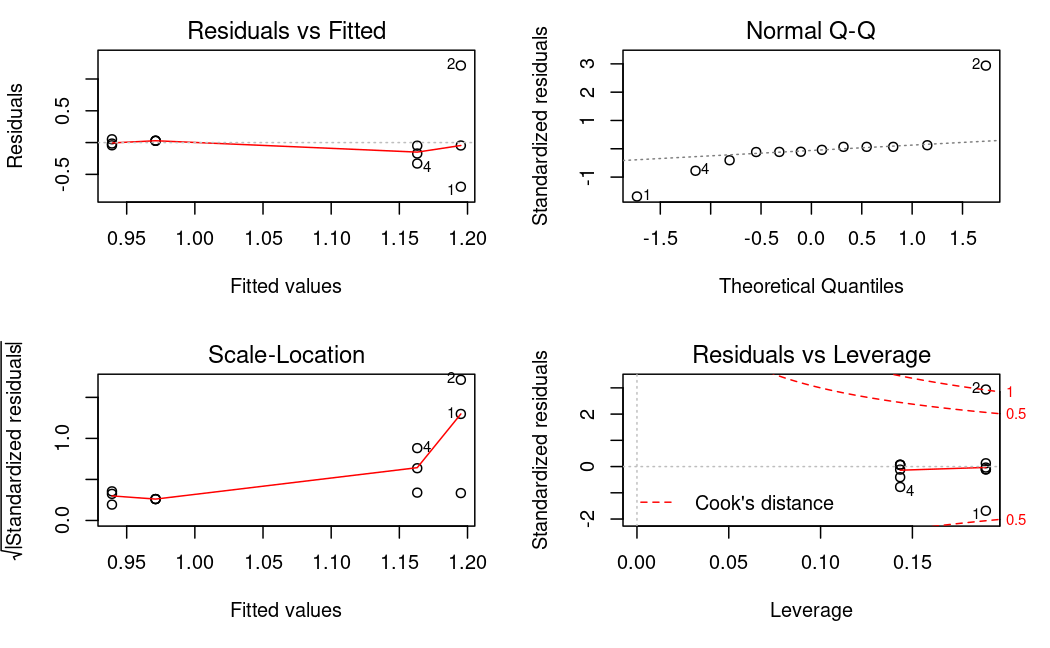 Residuals vs Fitted
Residuals
0.5
-0.5
2
4
1
0.95 1.00 1.05 1.10 1.15 1.20
Fitted values
Normal Q-Q
Standardized residuals
3
2
1
-1
2
4
1
-1.5 -0.5 0.0 0.5 1.0 1.5
Theoretical Quantiles
Scale-Location
√|Standardized residuals|
1.0
0.0
2
1
4
0.95 1.00 1.05 1.10 1.15 1.20
Fitted values
Residuals vs Leverage
Standardized residuals
2
0
-2
2
1
0.5
4
1
0.5
Cook's distance
0.00 0.05 0.10 0.15
Leverage